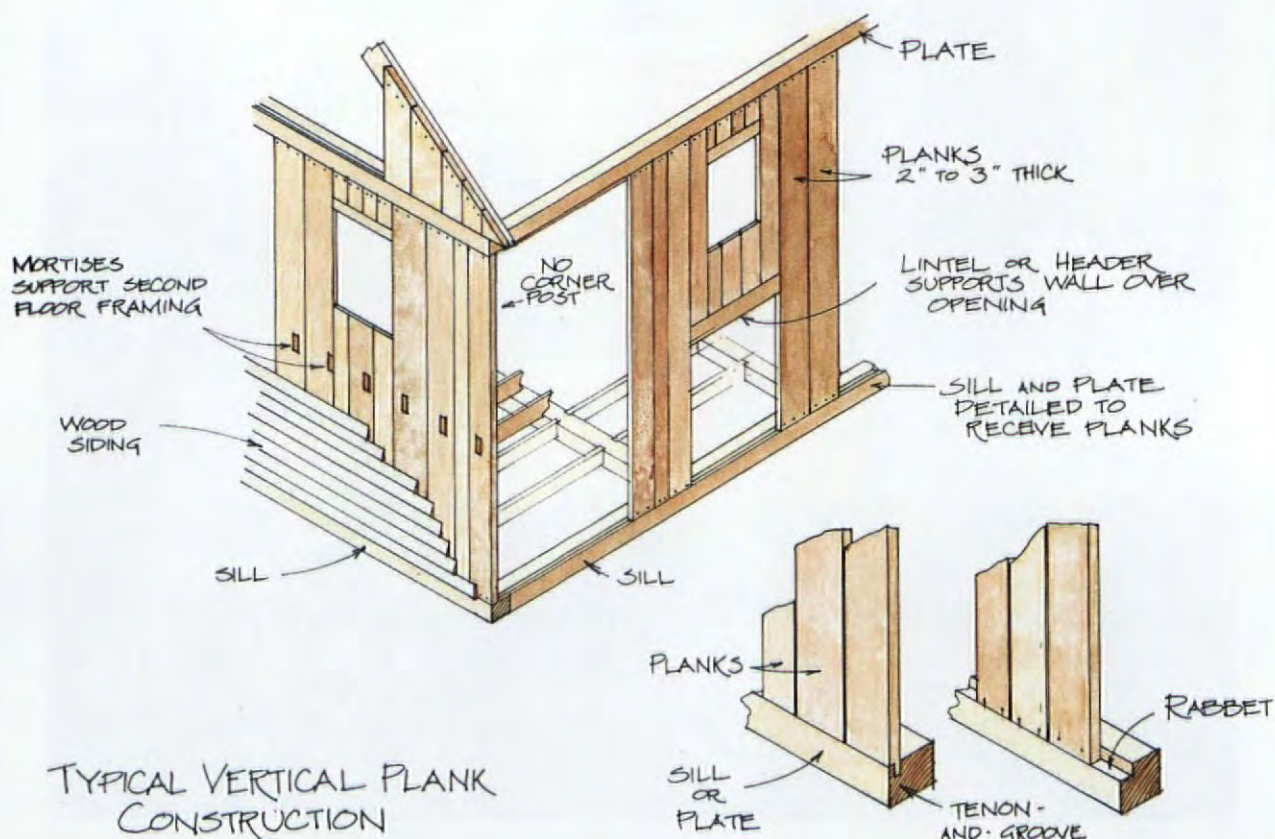 PLATE
PLANKS
2" TO 3" THICK
NO
CORNER
POST
MORTISES
SUPPORT SECOND
FLOOR FRAMING
LINTEL OR HEADER
SUPPORTS WALL OVER
OPENING
WOOD
SIDING
SILL AND PLATE
DETAILED TO
RECEVE PLANKS
SILL
SILL
PLANKS
RABBET
SILL
OR
PLATE
TENON-
AND-GROOVE
TYPICAL VERTICAL PLANK
CONSTRUCTION